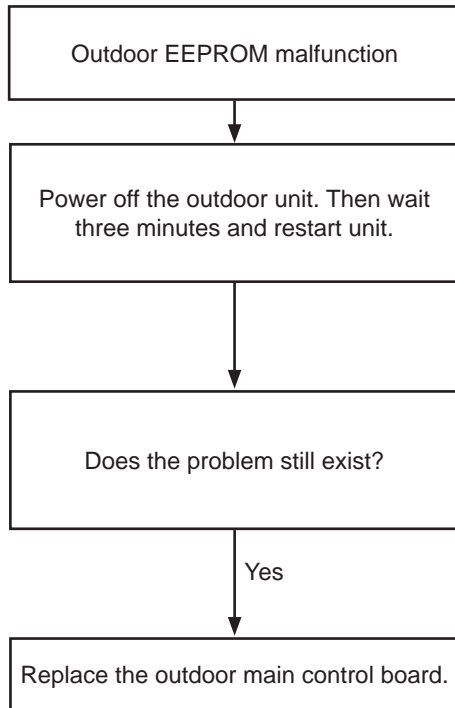 Outdoor EEPROM malfunction
Power off the outdoor unit. Then wait
three minutes and restart unit.
Does the problem still exist?
Yes
Replace the outdoor main control board.